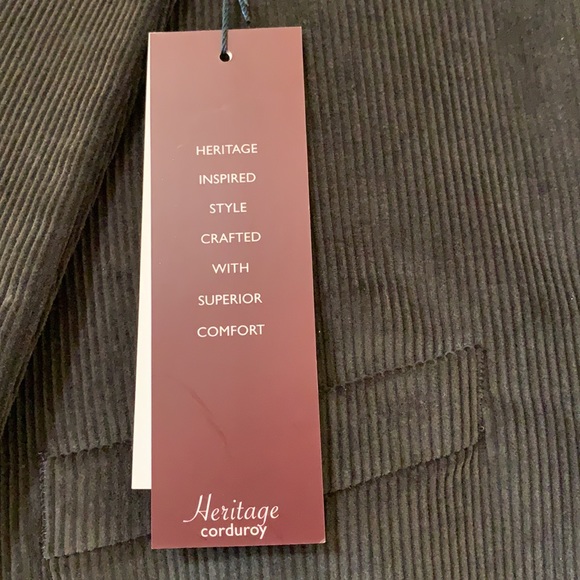 HERITAGE
INSPIRED
STYLE
CRAFTED
WITH
SUPERIOR
COMFORT
Heritage
corduroy